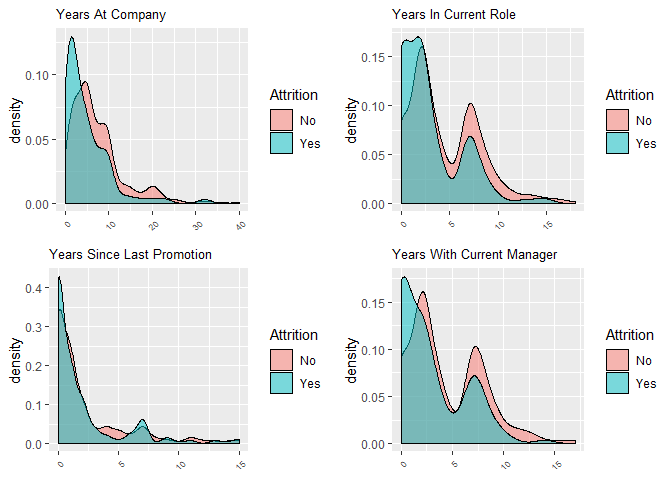 Years At Company
density
0.10
0.05
0.00
0
10
20
30
40
Attrition
No
Yes
Years In Current Role
density
0.15
0.10
0.05
0.00
0
5
10
15
Attrition
No
Yes
Years Since Last Promotion
density
0.4
0.3
0.2
0.1
0.0
0
5
10
15
Attrition
No
Yes
Years With Current Manager
density
0.15
0.10
0.05
0.00
0
5
10
15
Attrition
No
Yes